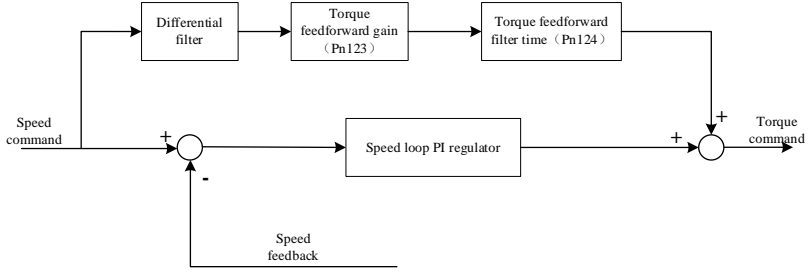 Differential
filter
Torque
feedforward gain
（Pn123）
Torque feedforward
filter time（Pn124）
Speed
command
+
+
+
Torque
command
Speed loop PI regulator
-
Speed
feedback